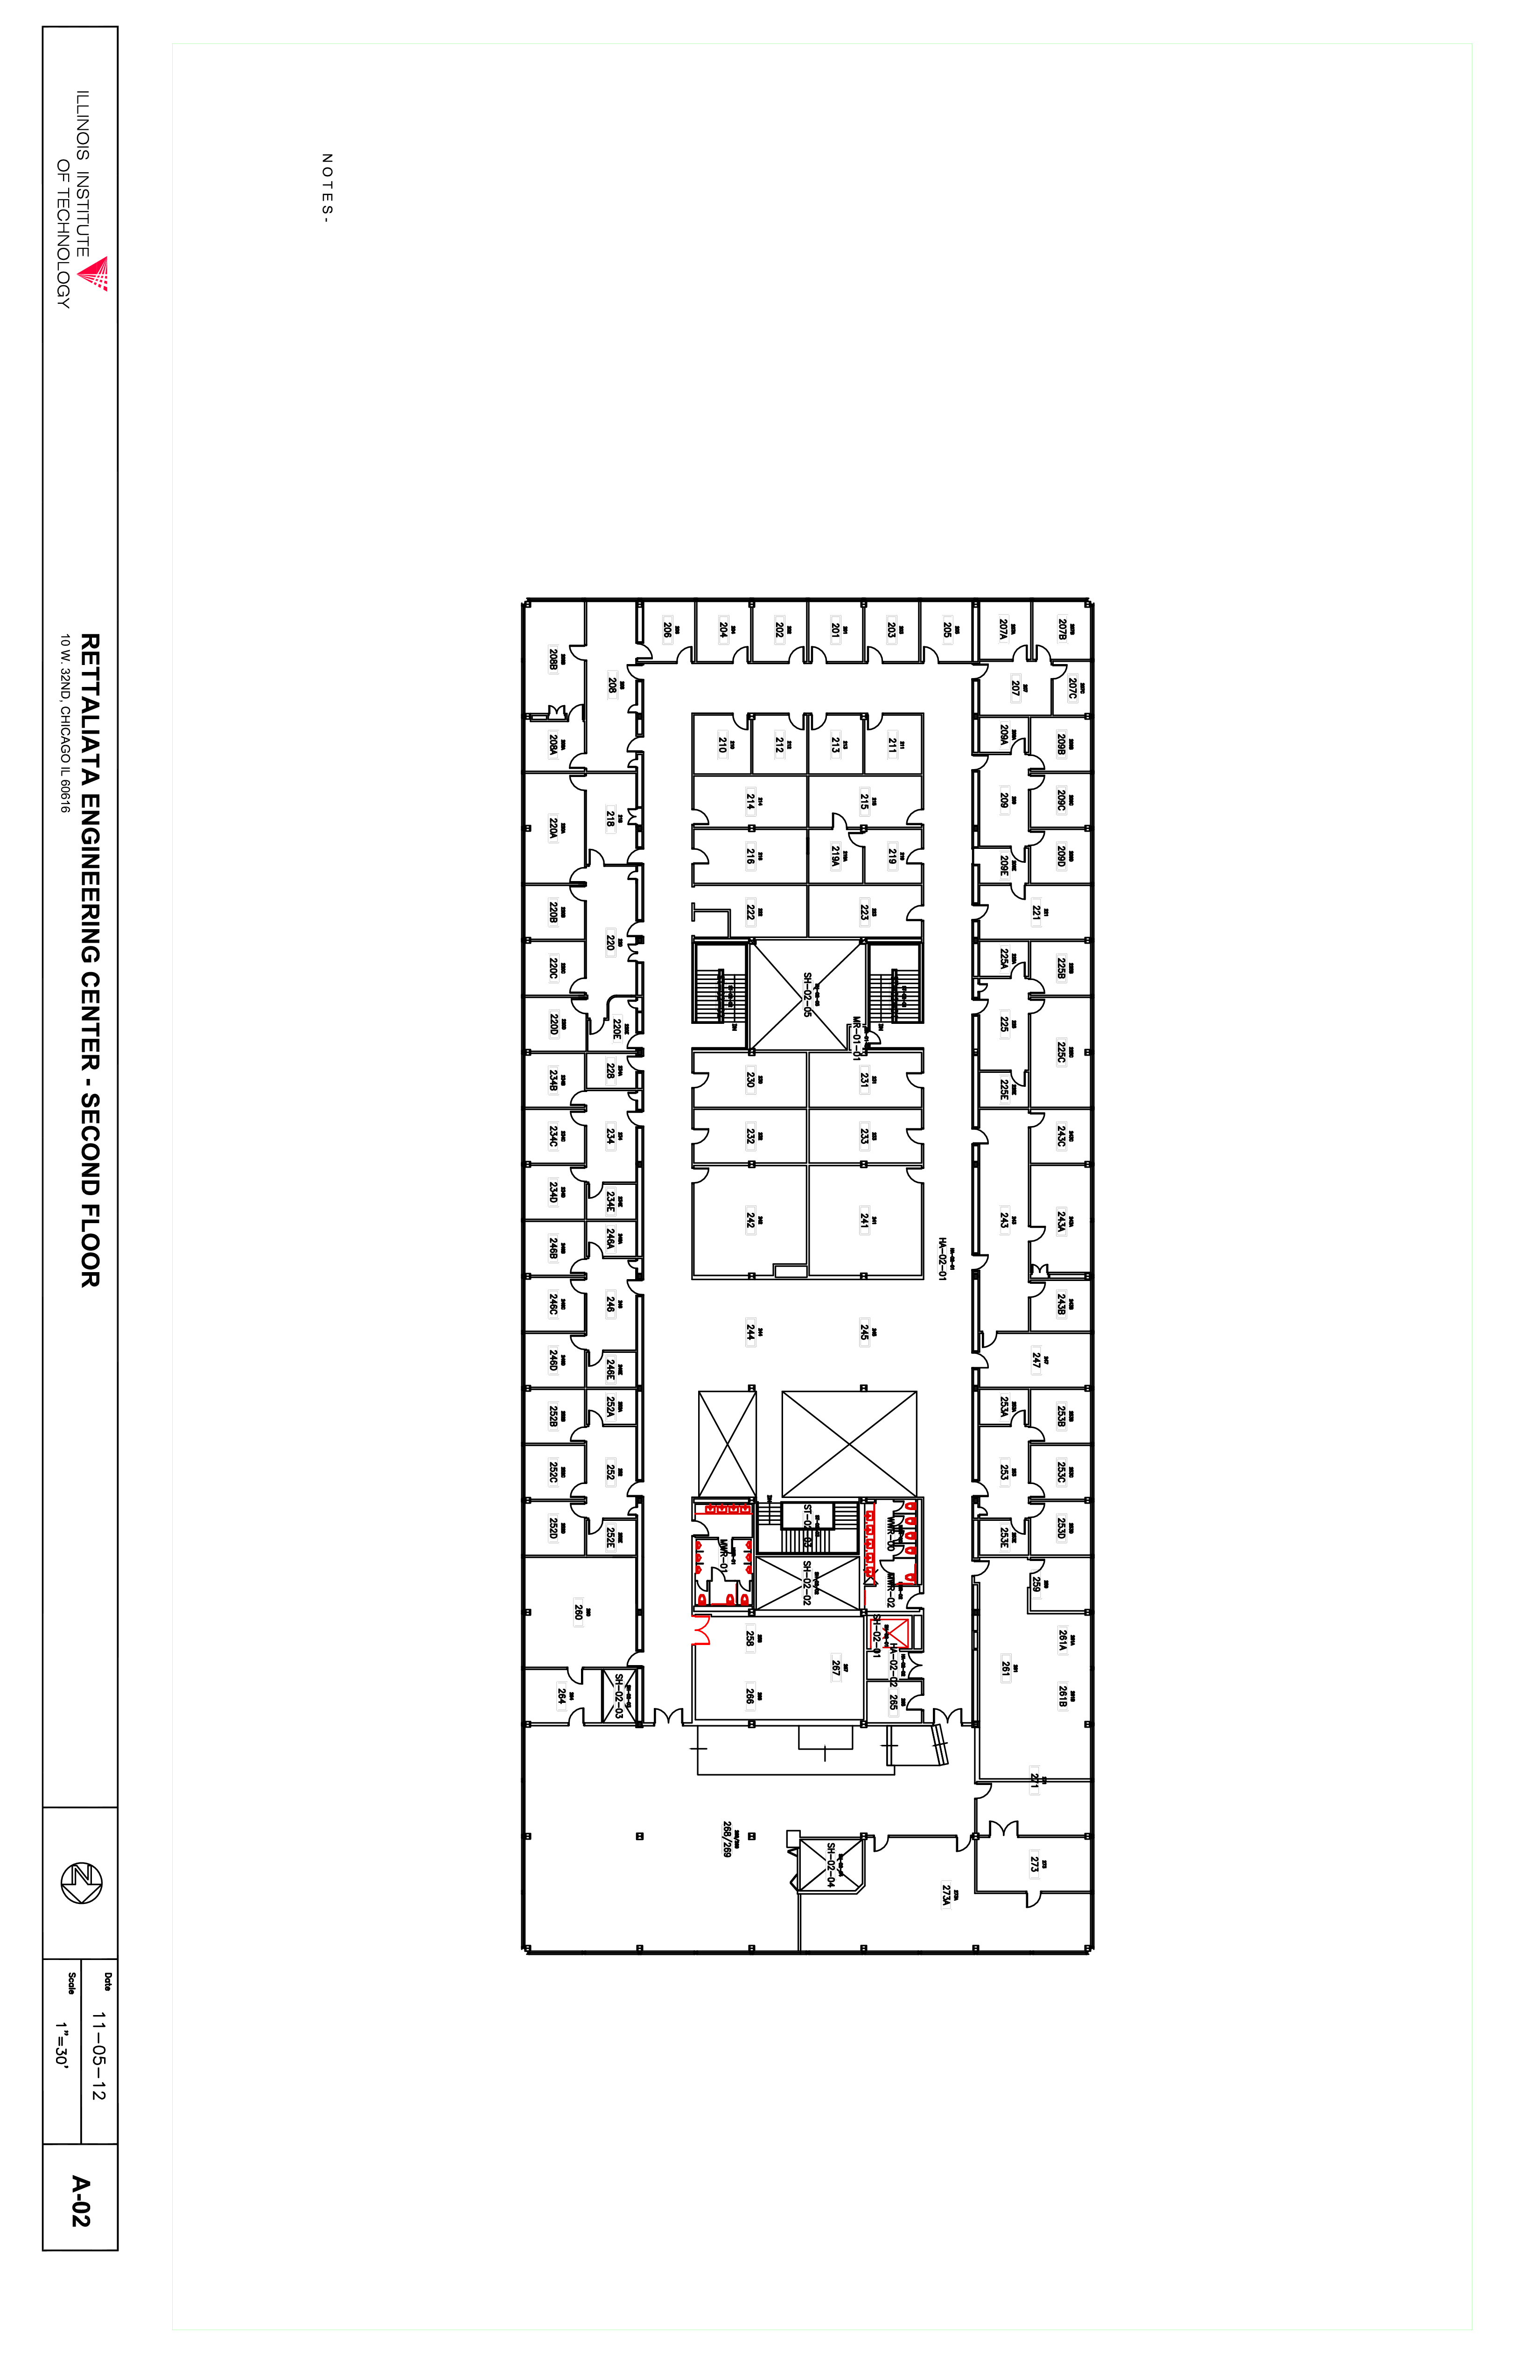 ILLINOIS INSTITUTE
OF TECHNOLOGY
RETTALIATA ENGINEERING CENTER - SECOND FLOOR
10 W. 32ND, CHICAGO IL 60616
N
Date
11-05-12
Scale
1"=30'
A-02
NOTES-
207B
207A
205
203
201
202
204
206
208B
208
207C
207
208A
209B
209A
211
213
212
210
209C
209
215
214
218
220A
209D
209E
219
219A
216
221
223
222
220B
220
225B
225A
SH-02-05
220C
225C
225
MR-01-01
220E
220D
225E
231
230
228
234B
243C
233
232
234
234C
243A
243
241
242
234E
234D
HA-02-01
246A
246B
243B
246
246C
247
245
244
246E
246D
253B
253A
252A
252B
253C
253
252
252C
253D
253E
WWR-00
ST-02-03
MWR-01
252E
252D
259
MWR-02
SH-02-02
260
261A
261
SH-02-01
267
258
261B
HA-02-02
265
266
SH-02-03
264
271
268/269
273
273A
SH-02-04